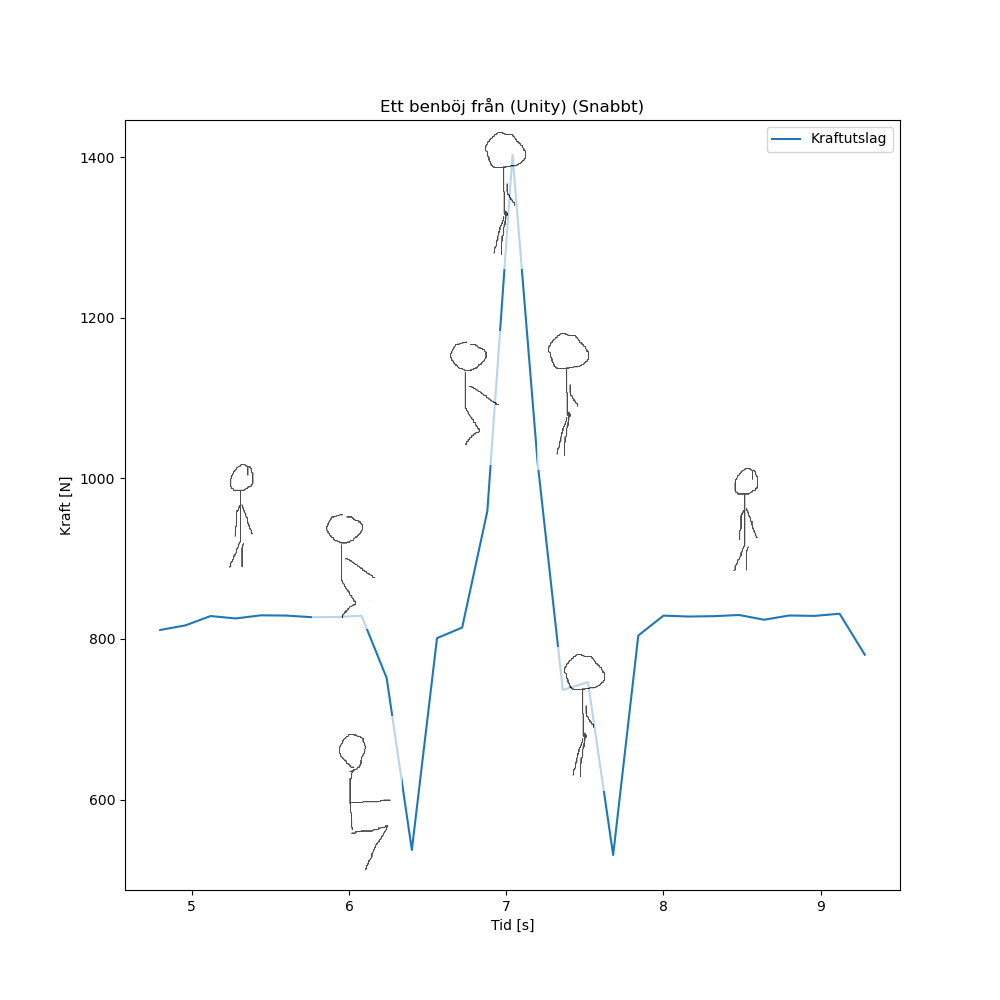 Ett benböj från (Unity) (Snabbt)
Kraftutslag
1400
1200
1000
800
600
Kraft [N]
5 6 7 8 9
Tid [s]